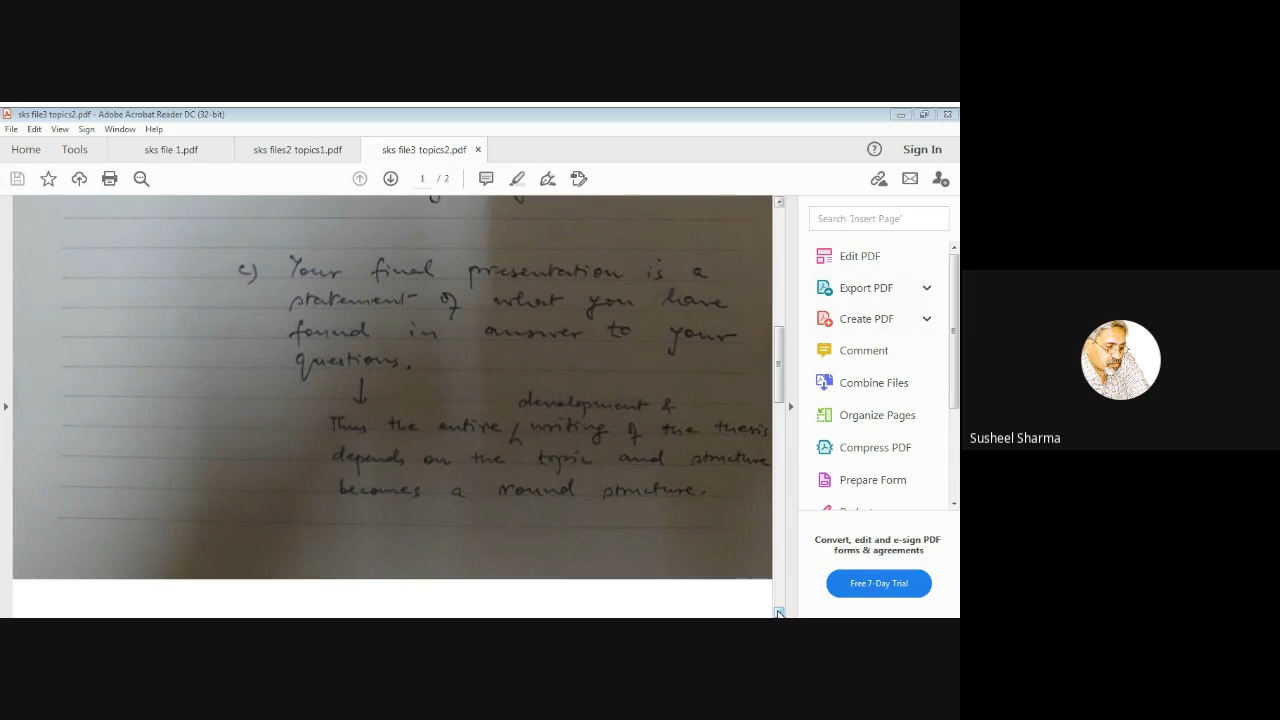 sks file3 topics2.pdf - Adobe Acrobat Reader DC (32-bit)
File Edit View Sign Window Help
Home Tools sks file 1.pdf sks files2 topics1.pdf sks file3 topics2.pdf × Sign In
1 / 2
c) Your final presentation is a
statement of what you have
found in answer to your
questions.
↓
development &
Thus the entire writing of the thesis
depends on the topic and structure
becomes a round structure.
Search 'Insert Page'
Edit PDF
Export PDF
Create PDF
Comment
Combine Files
Organize Pages
Compress PDF
Prepare Form
Convert, edit and e-sign PDF
forms & agreements
Free 7-Day Trial
Susheel Sharma